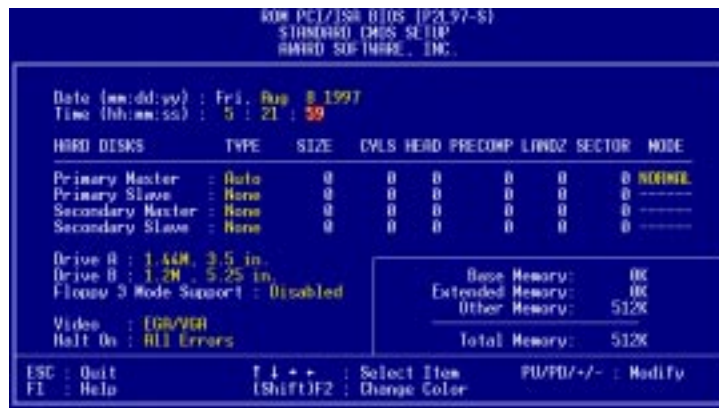 ROM PCI/ISA BIOS (P2L97-S)
STANDARD CMOS SETUP
AWARD SOFTWARE, INC.
Date (mm:dd:yy) : Fri, Aug 8 1997
Time (hh:mm:ss) : 5 : 21 : 59
HARD DISKS TYPE SIZE CYLS HEAD PRECOMP LANDZ SECTOR MODE
Primary Master : Auto 0 0 0 0 0 0 NORMAL
Primary Slave : None 0 0 0 0 0 0 ------
Secondary Master : None 0 0 0 0 0 0 ------
Secondary Slave : None 0 0 0 0 0 0 ------
Drive A : 1.44M, 3.5 in.
Drive B : 1.2M , 5.25 in.
Floppy 3 Mode Support : Disabled
Video : EGA/VGA
Halt On : All Errors
Base Memory: 0K
Extended Memory: 0K
Other Memory: 512K
Total Memory: 512K
ESC : Quit ↑ ↓ → ← : Select Item PU/PD/+/- : Modify
F1 : Help (Shift)F2 : Change Color